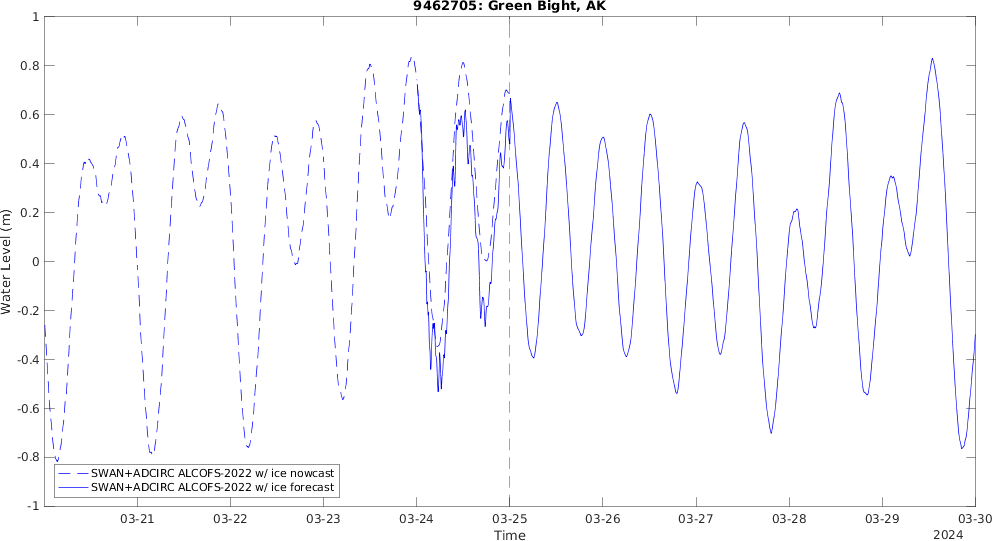 9462705: Green Bight, AK
1
0.8
0.6
0.4
0.2
0
-0.2
-0.4
-0.6
-0.8
-1
Water Level (m)
SWAN+ADCIRC ALCOFS-2022 w/ ice nowcast
SWAN+ADCIRC ALCOFS-2022 w/ ice forecast
03-21 03-22 03-23 03-24 03-25 03-26 03-27 03-28 03-29 03-30
Time
2024